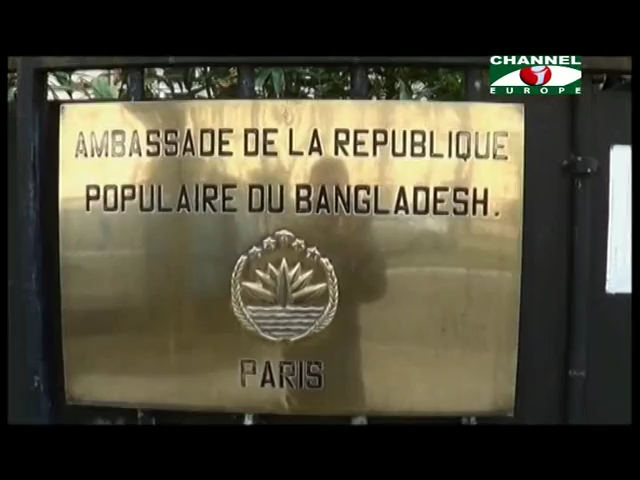 CHANNEL
i
EUROPE
AMBASSADE DE LA REPUBLIQUE
POPULAIRE DU BANGLADESH.
PARIS